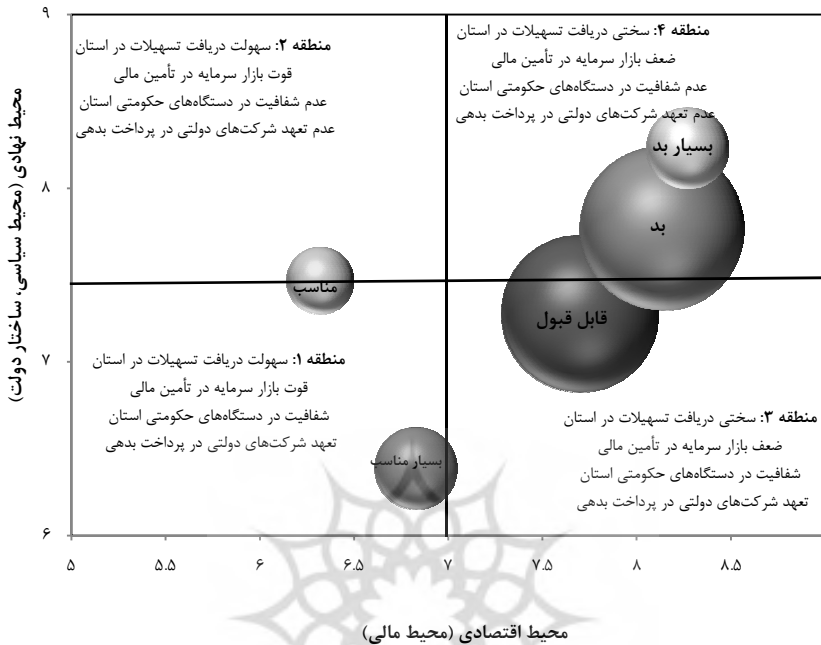 ۹
منطقه ۲: سهولت دریافت تسهیلات در استان
قوت بازار سرمایه در تأمین مالی
عدم شفافیت در دستگاه‌های حکومتی استان
عدم تعهد شرکت‌های دولتی در پرداخت بدهی
منطقه ۴: سختی دریافت تسهیلات در استان
ضعف بازار سرمایه در تأمین مالی
عدم شفافیت در دستگاه‌های حکومتی استان
عدم تعهد شرکت‌های دولتی در پرداخت بدهی
بسیار بد
۸
بد
مناسب
قابل قبول
۷
منطقه ۱: سهولت دریافت تسهیلات در استان
قوت بازار سرمایه در تأمین مالی
شفافیت در دستگاه‌های حکومتی استان
تعهد شرکت‌های دولتی در پرداخت بدهی
منطقه ۳: سختی دریافت تسهیلات در استان
ضعف بازار سرمایه در تأمین مالی
شفافیت در دستگاه‌های حکومتی استان
تعهد شرکت‌های دولتی در پرداخت بدهی
بسیار مناسب
۶
۵ ۵.۵ ۶ ۶.۵ ۷ ۷.۵ ۸ ۸.۵
محیط اقتصادی (محیط مالی)
محیط نهادی (محیط سیاسی، ساختار دولت)